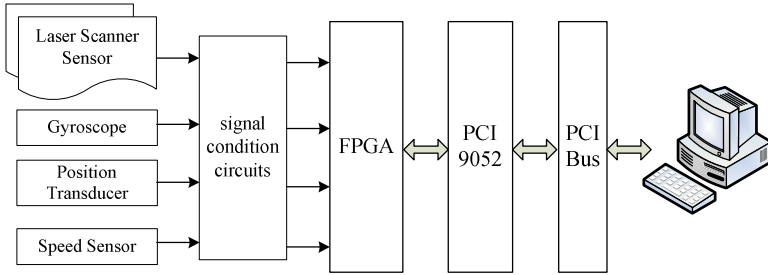 Laser Scanner
Sensor
Gyroscope
Position
Transducer
Speed Sensor
signal
condition
circuits
FPGA
PCI
9052
PCI
Bus